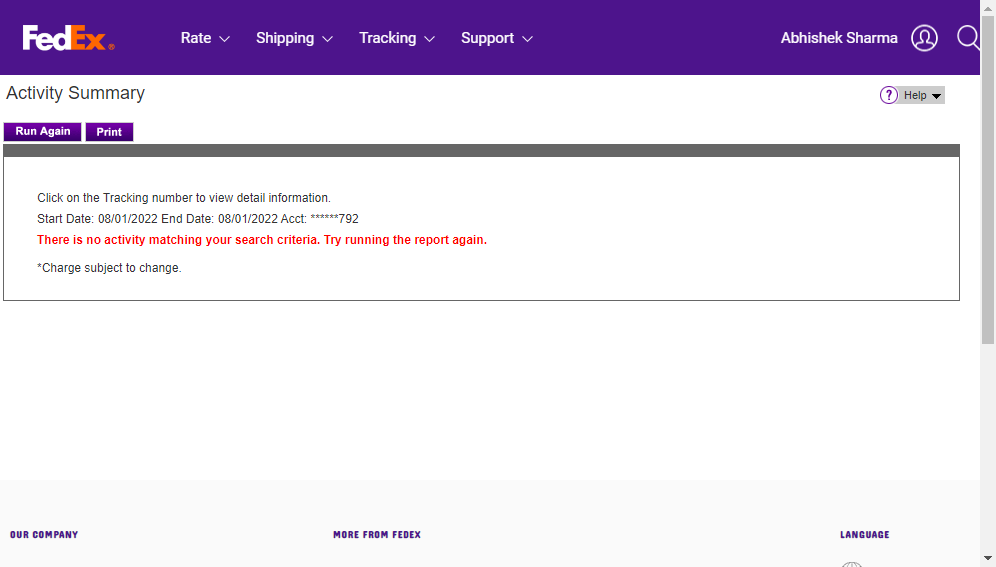 FedEx®
Rate Shipping Tracking Support Abhishek Sharma
Activity Summary
? Help
Run Again Print
Click on the Tracking number to view detail information.
Start Date: 08/01/2022 End Date: 08/01/2022 Acct: ******792
There is no activity matching your search criteria. Try running the report again.
*Charge subject to change.
OUR COMPANY MORE FROM FEDEX LANGUAGE